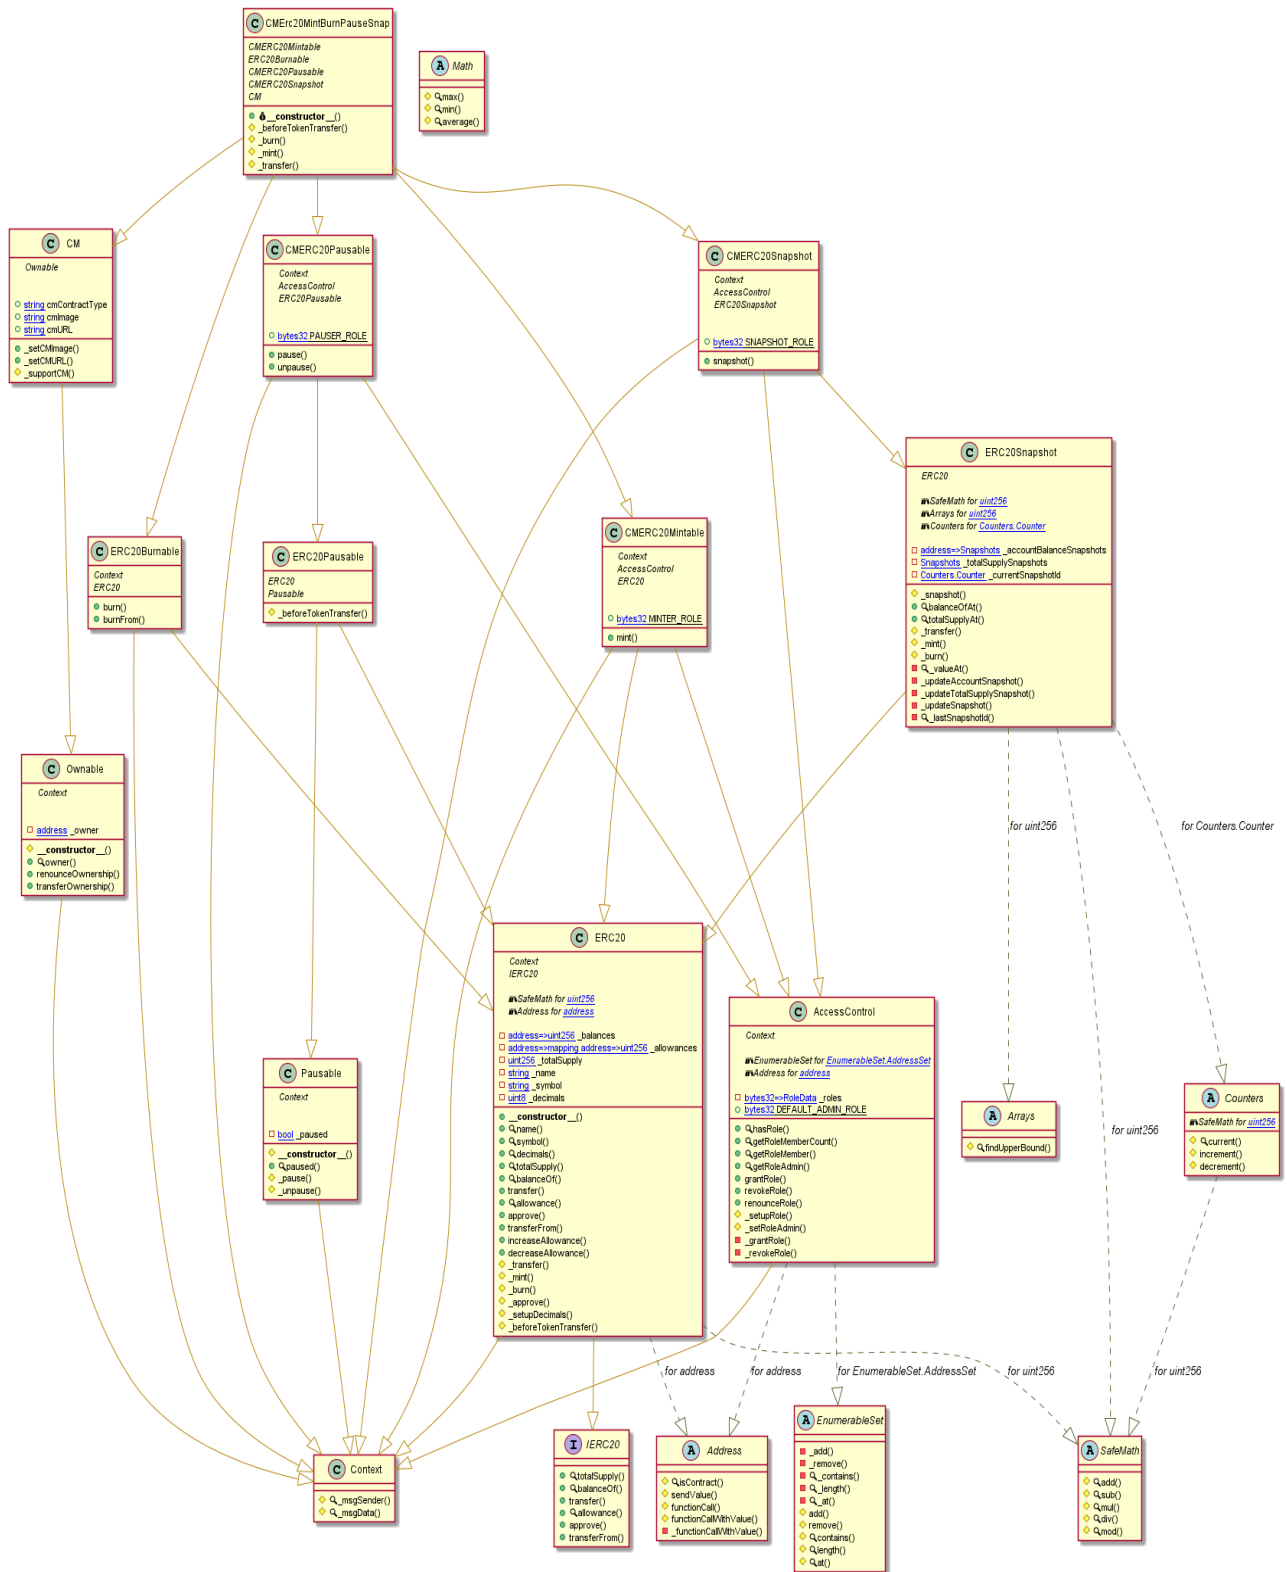 C CMErc20MintBurnPauseSnap
CMERC20Mintable
ERC20Burnable
CMERC20Pausable
CMERC20Snapshot
CM
__constructor__()
_beforeTokenTransfer()
_burn()
_mint()
_transfer()
A Math
max()
min()
average()
C CM
Ownable
string cmContractType
string cmImage
string cmURL
_setCMImage()
_setCMURL()
_supportCM()
C CMERC20Pausable
Context
AccessControl
ERC20Pausable
bytes32 PAUSER_ROLE
pause()
unpause()
C CMERC20Snapshot
Context
AccessControl
ERC20Snapshot
bytes32 SNAPSHOT_ROLE
snapshot()
C ERC20Snapshot
ERC20
SafeMath for uint256
Arrays for uint256
Counters for Counters.Counter
address=>Snapshots _accountBalanceSnapshots
Snapshots _totalSupplySnapshots
Counters.Counter _currentSnapshotId
_snapshot()
balanceOfAt()
totalSupplyAt()
_transfer()
_mint()
_burn()
_valueAt()
_updateAccountSnapshot()
_updateTotalSupplySnapshot()
_updateSnapshot()
_lastSnapshotId()
C ERC20Burnable
Context
ERC20
burn()
burnFrom()
C ERC20Pausable
ERC20
Pausable
_beforeTokenTransfer()
C CMERC20Mintable
Context
AccessControl
ERC20
bytes32 MINTER_ROLE
mint()
C Ownable
Context
address _owner
__constructor__()
owner()
renounceOwnership()
transferOwnership()
for uint256
for Counters.Counter
for uint256
C ERC20
Context
IERC20
SafeMath for uint256
Address for address
address=>uint256 _balances
address=>mapping address=>uint256 _allowances
uint256 _totalSupply
string _name
string _symbol
uint8 _decimals
__constructor__()
name()
symbol()
decimals()
totalSupply()
balanceOf()
transfer()
allowance()
approve()
transferFrom()
increaseAllowance()
decreaseAllowance()
_transfer()
_mint()
_burn()
_approve()
_setupDecimals()
_beforeTokenTransfer()
C AccessControl
Context
EnumerableSet for EnumerableSet.AddressSet
Address for address
bytes32=>RoleData _roles
bytes32 DEFAULT_ADMIN_ROLE
hasRole()
getRoleMemberCount()
getRoleMember()
getRoleAdmin()
grantRole()
revokeRole()
renounceRole()
_setupRole()
_setRoleAdmin()
_grantRole()
_revokeRole()
C Pausable
Context
bool _paused
__constructor__()
paused()
_pause()
_unpause()
A Arrays
findUpperBound()
A Counters
SafeMath for uint256
current()
increment()
decrement()
for address
for address
for EnumerableSet.AddressSet
for uint256
for uint256
C Context
_msgSender()
_msgData()
I IERC20
totalSupply()
balanceOf()
transfer()
allowance()
approve()
transferFrom()
A Address
isContract()
sendValue()
functionCall()
functionCallWithValue()
_functionCallWithValue()
A EnumerableSet
_add()
_remove()
_contains()
_length()
_at()
add()
remove()
contains()
length()
at()
A SafeMath
add()
sub()
mul()
div()
mod()